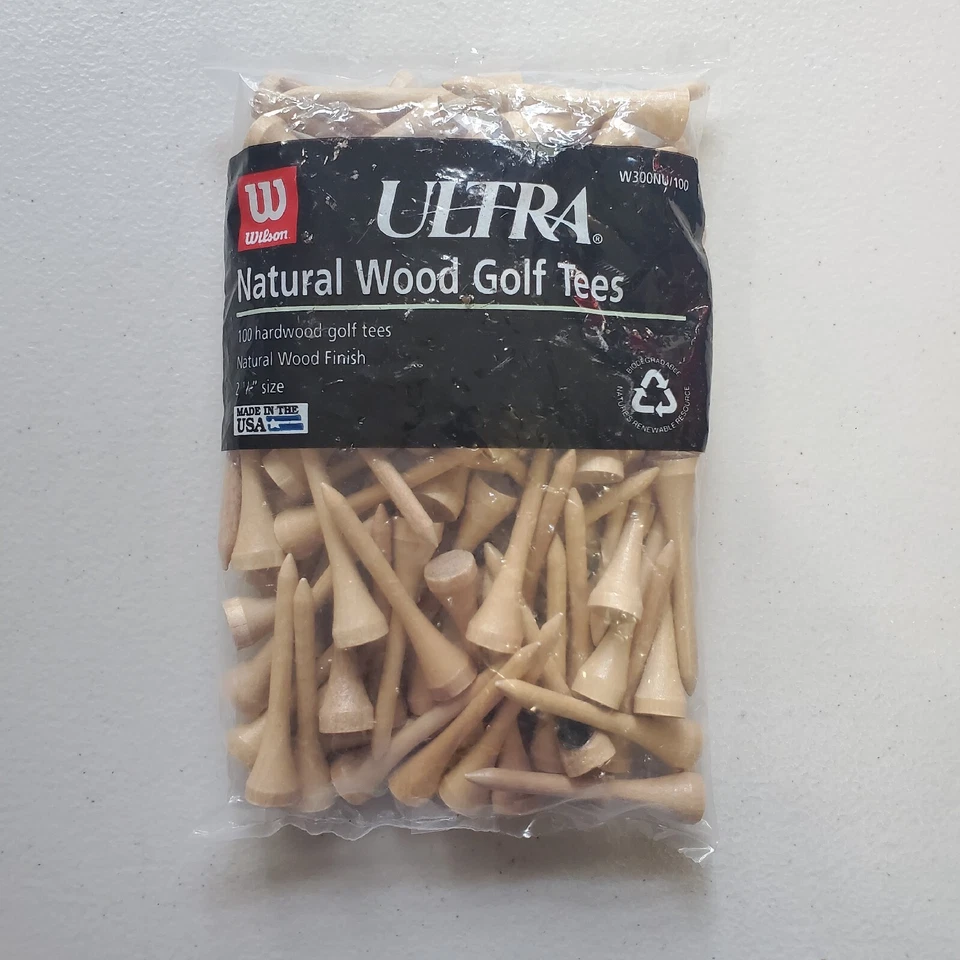 W
Wilson
ULTRA®
W300NU/100
Natural Wood Golf Tees
100 hardwood golf tees
Natural Wood Finish
2 size
MADE IN THE
USA
BIODEGRADABLE
NATURE'S RENEWABLE RESOURCE